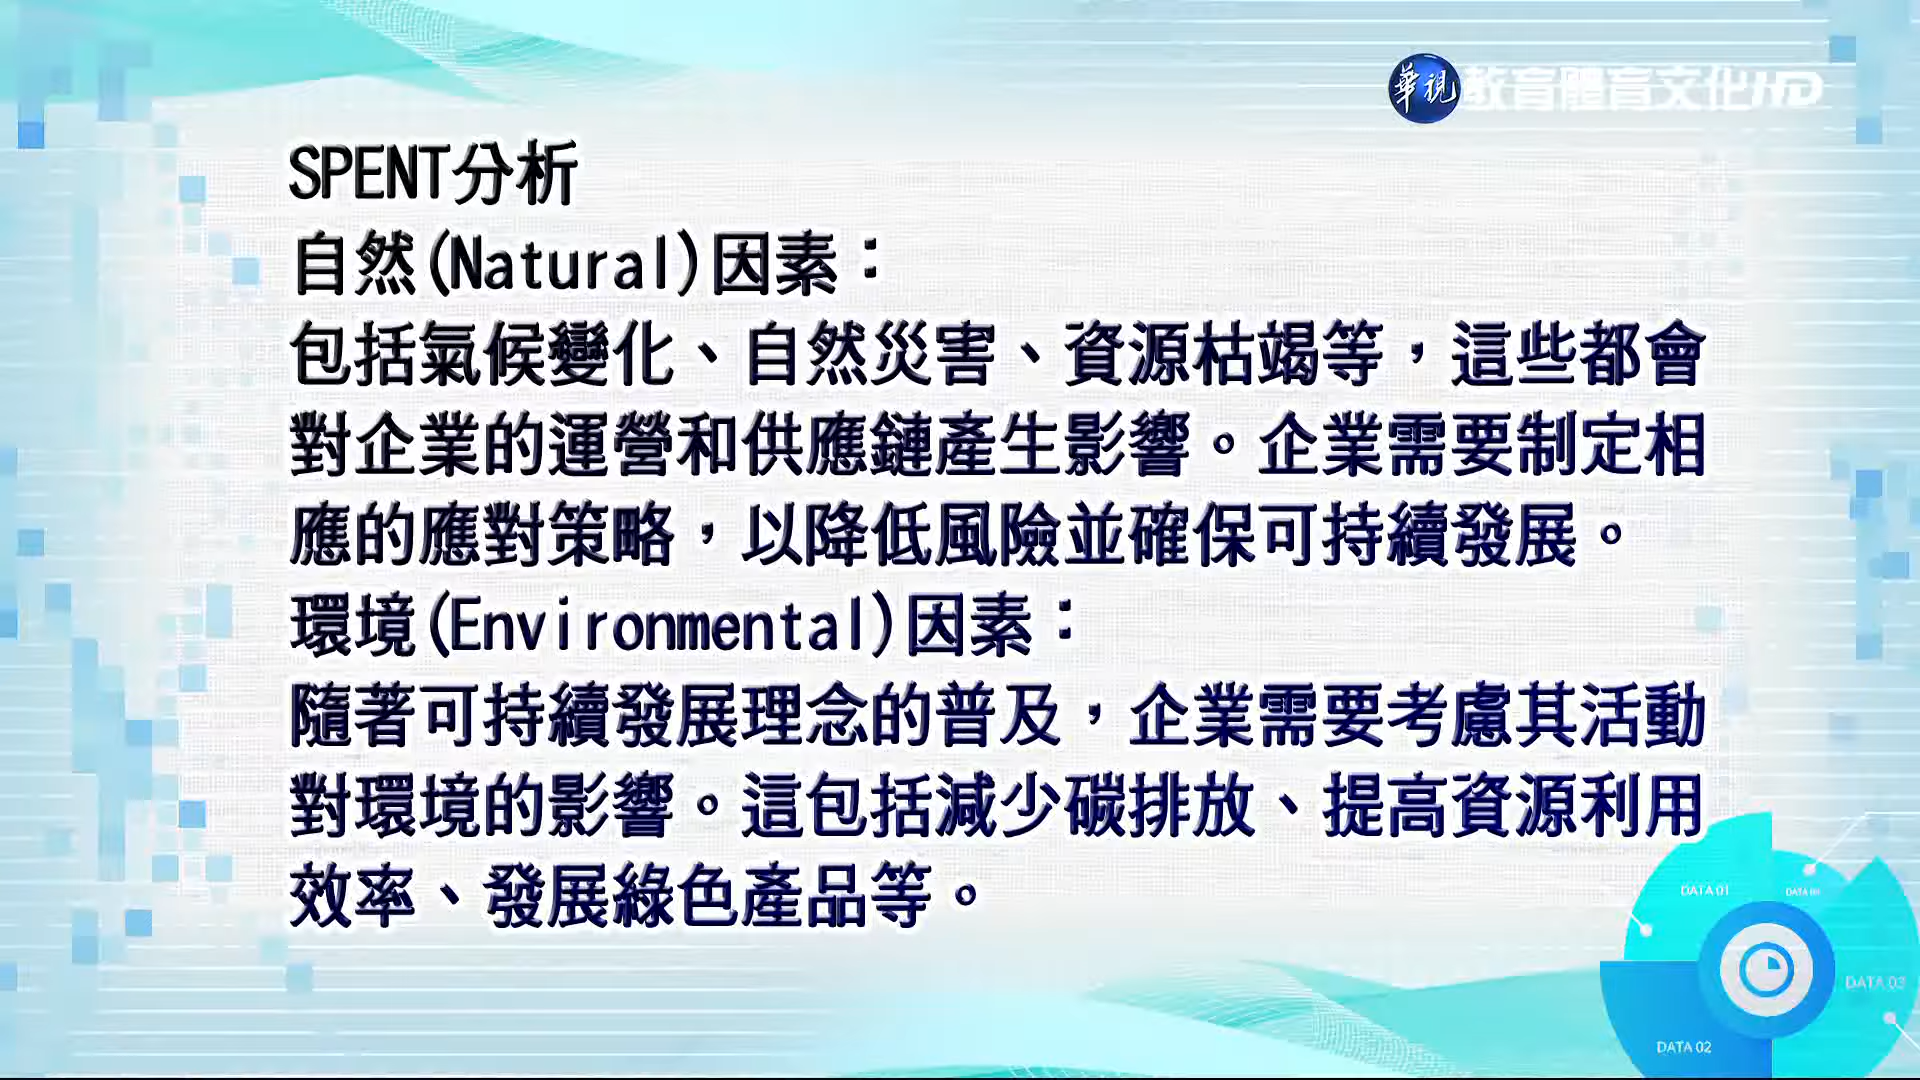 華視 教育體育文化HD
SPENT分析
自然(Natural)因素：
包括氣候變化、自然災害、資源枯竭等，這些都會
對企業的運營和供應鏈產生影響。企業需要制定相
應的應對策略，以降低風險並確保可持續發展。
環境(Environmental)因素：
隨著可持續發展理念的普及，企業需要考慮其活動
對環境的影響。這包括減少碳排放、提高資源利用
效率、發展綠色產品等。
DATA 01
DATA 04
DATA 03
DATA 02